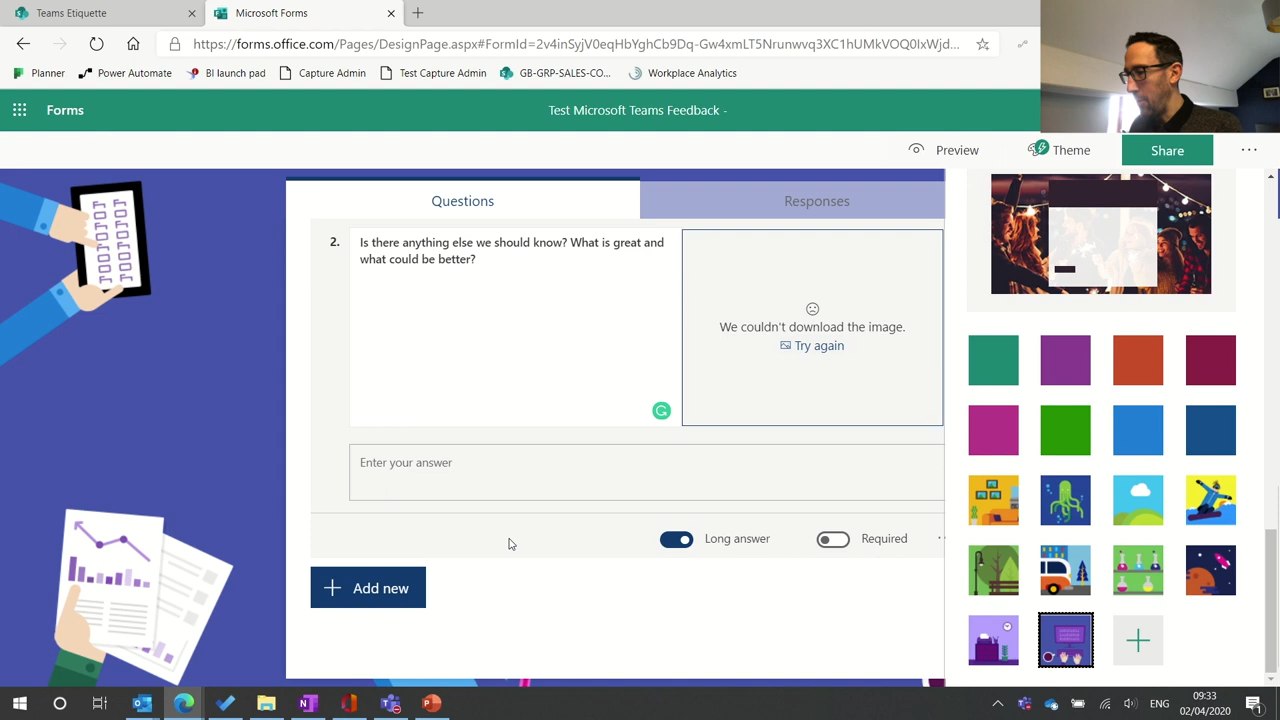 Teams Etiquette
Microsoft Forms
https://forms.office.com/Pages/DesignPage.aspx#FormId=2v4inSyjV0eqHbYghCb9Dq-Gw4xmLT5Nrunwvq3XC1hUMkVOQ0IxWjd...
Planner
Power Automate
BI launch pad
Capture Admin
Test Capture Admin
GB-GRP-SALES-CO...
Workplace Analytics
Forms
Test Microsoft Teams Feedback -
Preview
Theme
Share
Questions
Responses
2. Is there anything else we should know? What is great and
what could be better?
We couldn't download the image.
Try again
Enter your answer
Long answer
Required
Add new
ENG
09:33
02/04/2020
1